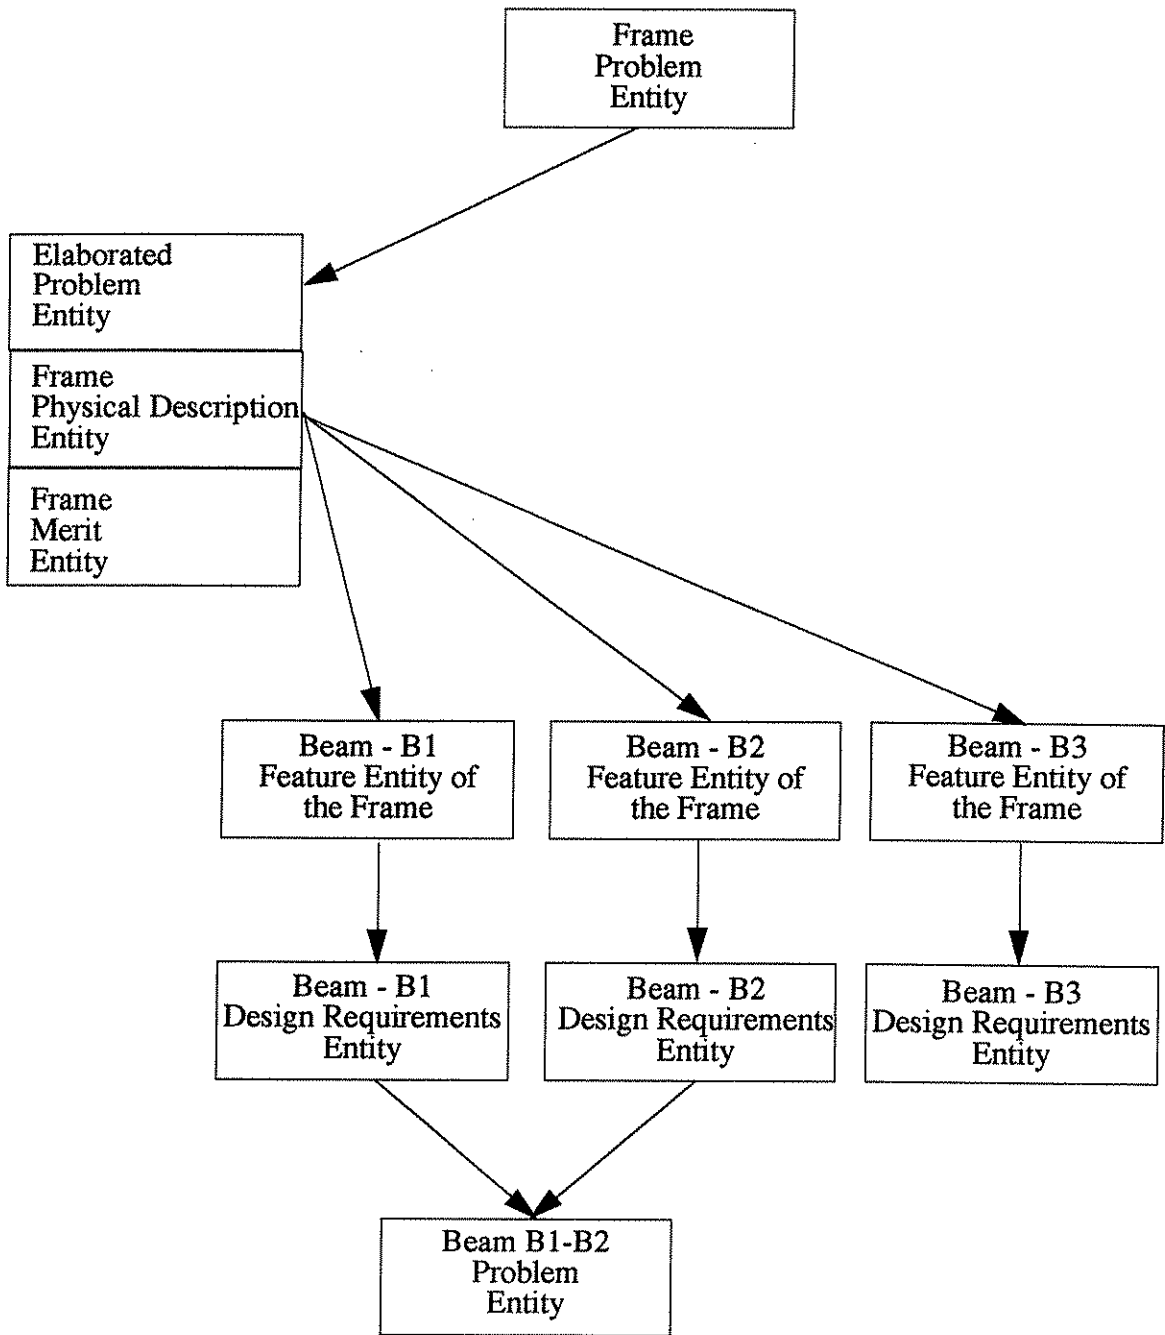 Frame
Problem
Entity
Elaborated
Problem
Entity
Frame
Physical Description
Entity
Frame
Merit
Entity
Beam - B1
Feature Entity of
the Frame
Beam - B2
Feature Entity of
the Frame
Beam - B3
Feature Entity of
the Frame
Beam - B1
Design Requirements
Entity
Beam - B2
Design Requirements
Entity
Beam - B3
Design Requirements
Entity
Beam B1-B2
Problem
Entity